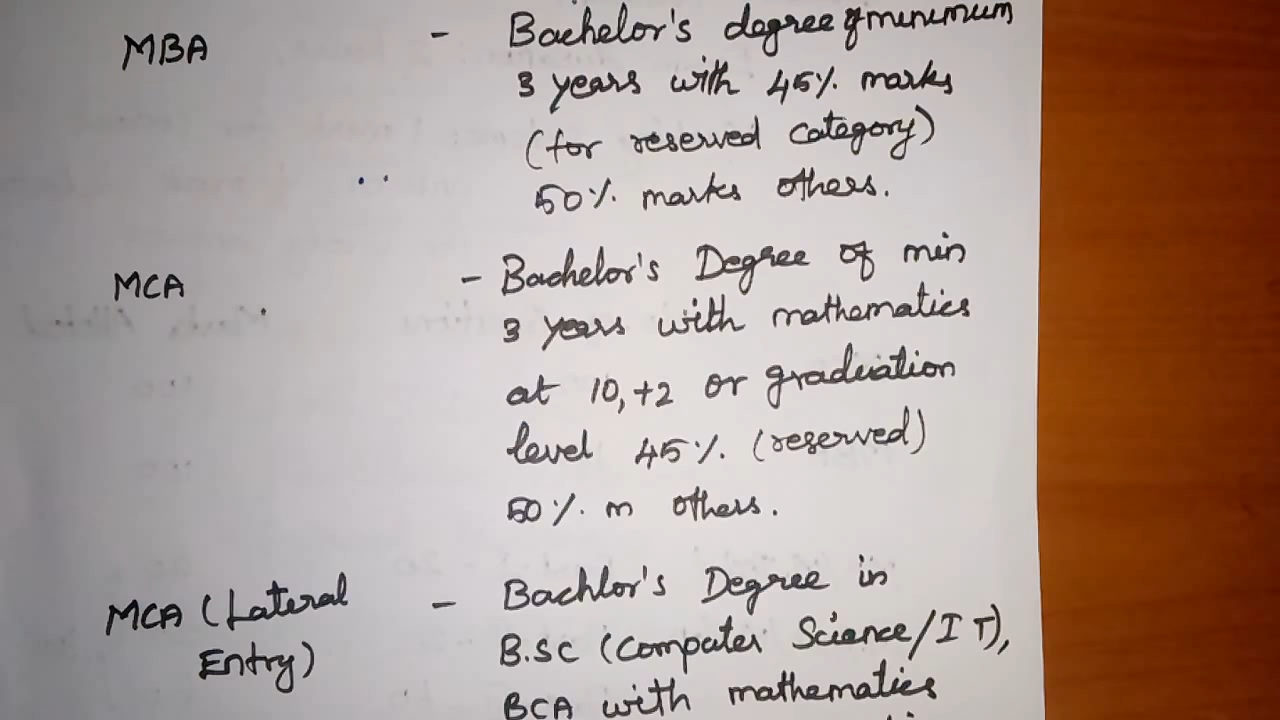 MBA - Bachelor's degree of minimum
3 years with 45% marks
(for reserved category)
50% marks others.
MCA - Bachelor's Degree of min
3 years with mathematics
at 10,+2 or graduation
level 45% (reserved)
50% m others.
MCA (Lateral - Bachlor's Degree in
Entry) B.SC (Computer Science/IT),
BCA with mathematics